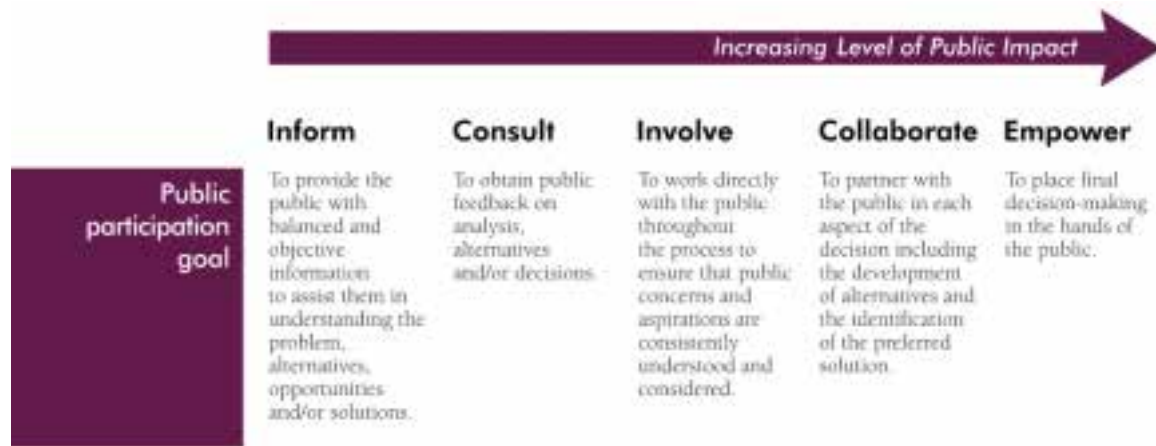 Increasing Level of Public Impact
Inform
Consult
Involve
Collaborate
Empower
Public
participation
goal
To provide the
public with
balanced and
objective
information
to assist them in
understanding the
problem,
alternatives,
opportunities
and/or solutions.
To obtain public
feedback on
analysis,
alternatives
and/or decisions.
To work directly
with the public
throughout
the process to
ensure that public
concerns and
aspirations are
consistently
understood and
considered.
To partner with
the public in each
aspect of the
decision including
the development
of alternatives and
the identification
of the preferred
solution.
To place final
decision-making
in the hands of
the public.